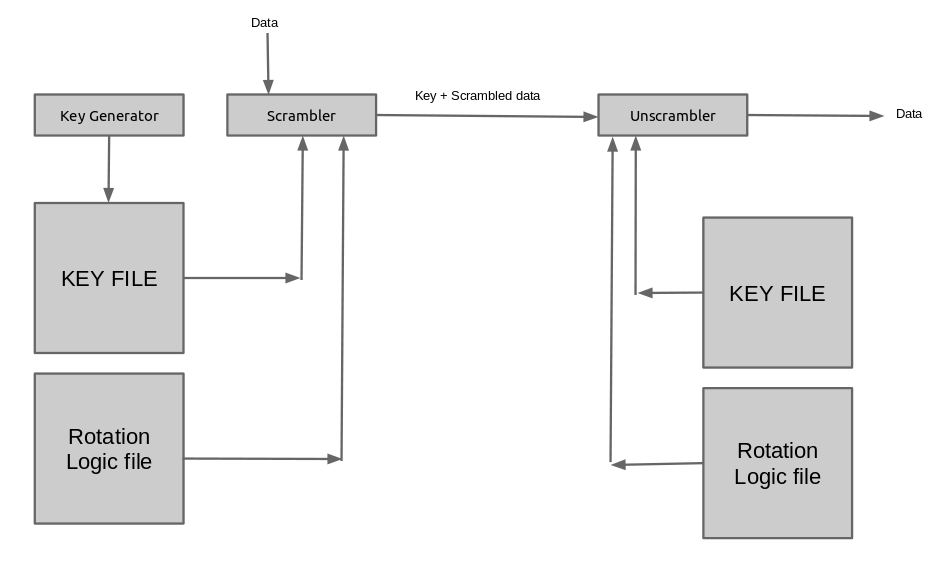 Data
Key + Scrambled data
Key Generator
Scrambler
Unscrambler
Data
KEY FILE
KEY FILE
Rotation
Logic file
Rotation
Logic file